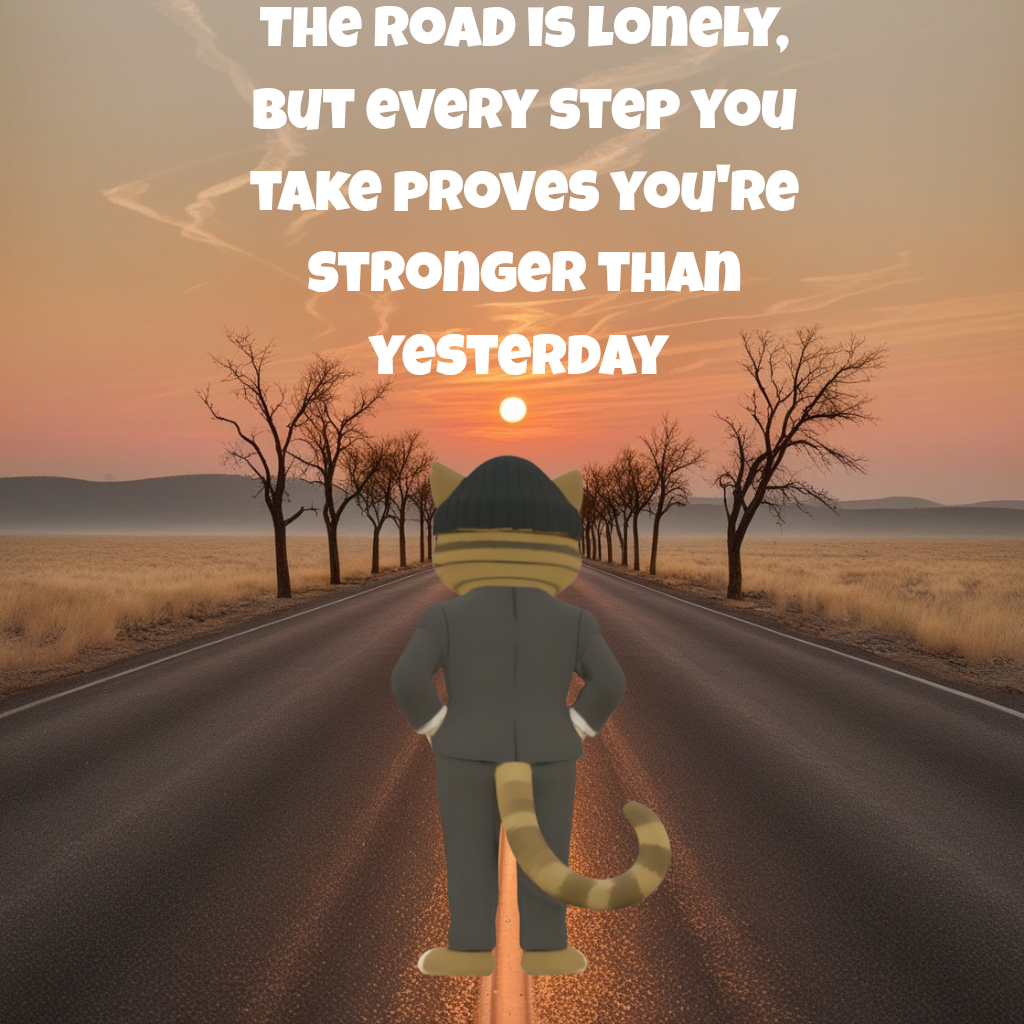 THE ROAD IS LONELY,
BUT EVERY STEP YOU
TAKE PROVES YOU'RE
STRONGER THAN
YESTERDAY